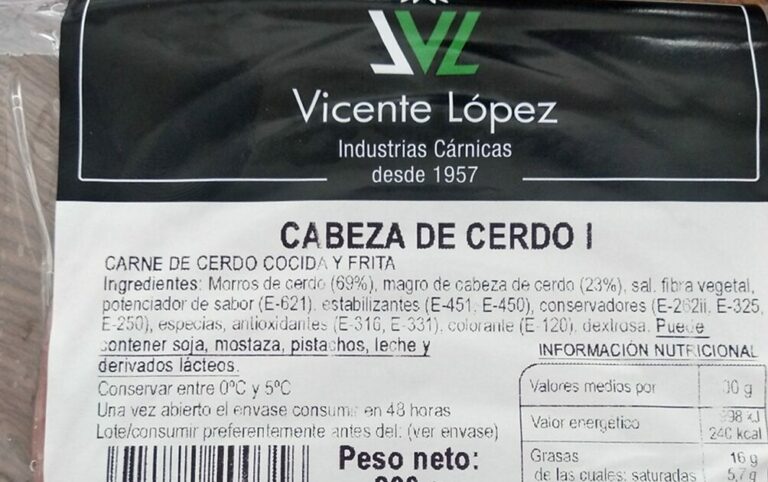 VL
Vicente López
Industrias Cárnicas
desde 1957
CABEZA DE CERDO I
CARNE DE CERDO COCIDA Y FRITA
Ingredientes: Morros de cerdo (69%), magro de cabeza de cerdo (23%), sal, fibra vegetal,
potenciador de sabor (E-621), estabilizantes (E-451, E-450), conservadores (E-262ii, E-325,
E-250), especias, antioxidantes (E-316, E-331), colorante (E-120), dextrosa. Puede
contener soja, mostaza, pistachos, leche y
derivados lácteos.
Conservar entre 0ºC y 5ºC
Una vez abierto el envase consumir en 48 horas
Lote/consumir preferentemente antes del: (ver envase)
Peso neto:
INFORMACIÓN NUTRICIONAL
Valores medios por
Valor energético
240 kcal
Grasas 16 g
de las cuales: saturadas 5,7 g